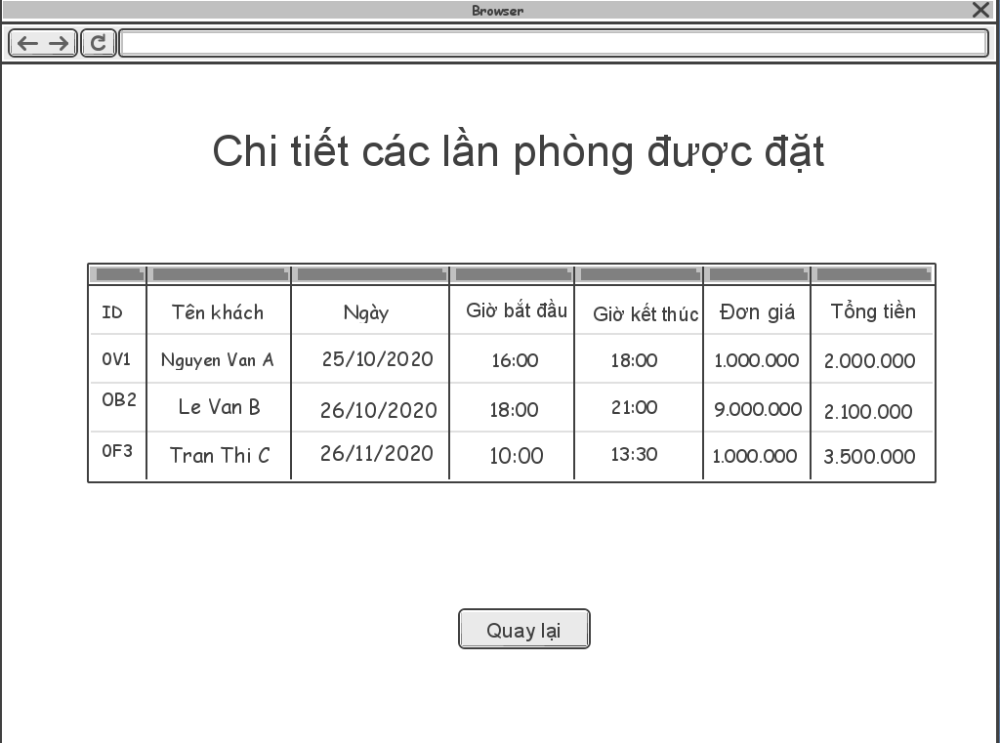 Browser
Chi tiết các lần phòng được đặt
ID Tên khách Ngày Giờ bắt đầu Giờ kết thúc Đơn giá Tổng tiền
0V1 Nguyen Van A 25/10/2020 16:00 18:00 1.000.000 2.000.000
0B2 Le Van B 26/10/2020 18:00 21:00 9.000.000 2.100.000
0F3 Tran Thi C 26/11/2020 10:00 13:30 1.000.000 3.500.000
Quay lại